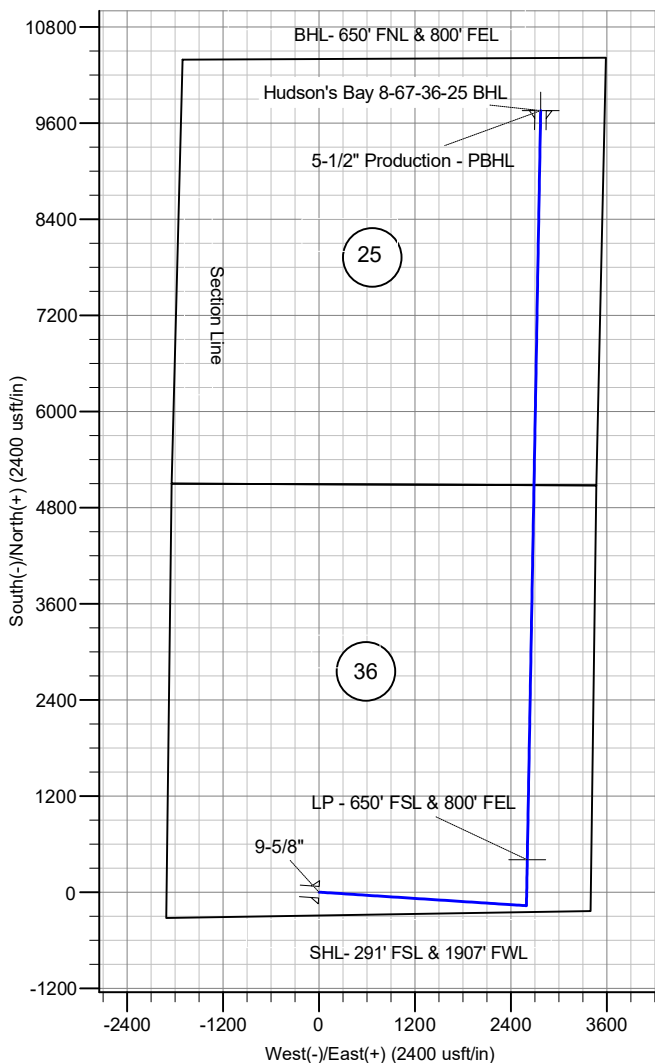 10800
BHL- 650' FNL & 800' FEL
Hudson's Bay 8-67-36-25 BHL
9600
5-1/2" Production - PBHL
8400
25
Section Line
7200
6000
South(-)/North(+) (2400 usft/in)
4800
3600
36
2400
1200
LP - 650' FSL & 800' FEL
9-5/8"
0
SHL- 291' FSL & 1907' FWL
-1200
-2400 -1200 0 1200 2400 3600
West(-)/East(+) (2400 usft/in)